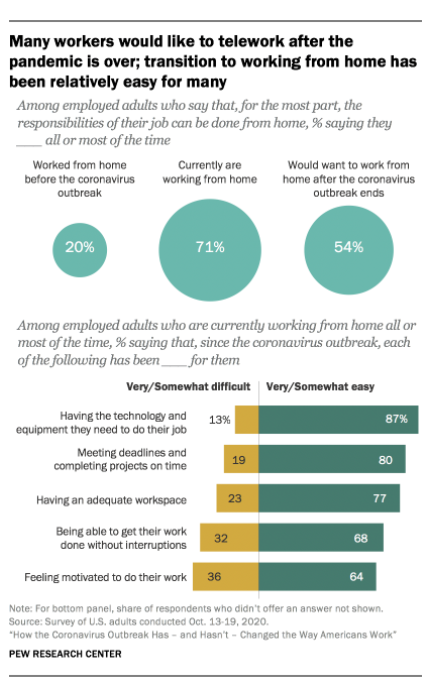 Many workers would like to telework after the
pandemic is over; transition to working from home has
been relatively easy for many
Among employed adults who say that, for the most part, the
responsibilities of their job can be done from home, % saying they
____ all or most of the time
Worked from home
before the coronavirus
outbreak
Currently are
working from home
Would want to work from
home after the coronavirus
outbreak ends
20%
71%
54%
Among employed adults who are currently working from home all or
most of the time, % saying that, since the coronavirus outbreak, each
of the following has been ____ for them
Very/Somewhat difficult
Very/Somewhat easy
Having the technology and
equipment they need to do their job
13%
87%
Meeting deadlines and
completing projects on time
19
80
Having an adequate workspace
23
77
Being able to get their work
done without interruptions
32
68
Feeling motivated to do their work
36
64
Note: For bottom panel, share of respondents who didn't offer an answer not shown.
Source: Survey of U.S. adults conducted Oct. 13-19, 2020.
"How the Coronavirus Outbreak Has – and Hasn't – Changed the Way Americans Work"
PEW RESEARCH CENTER